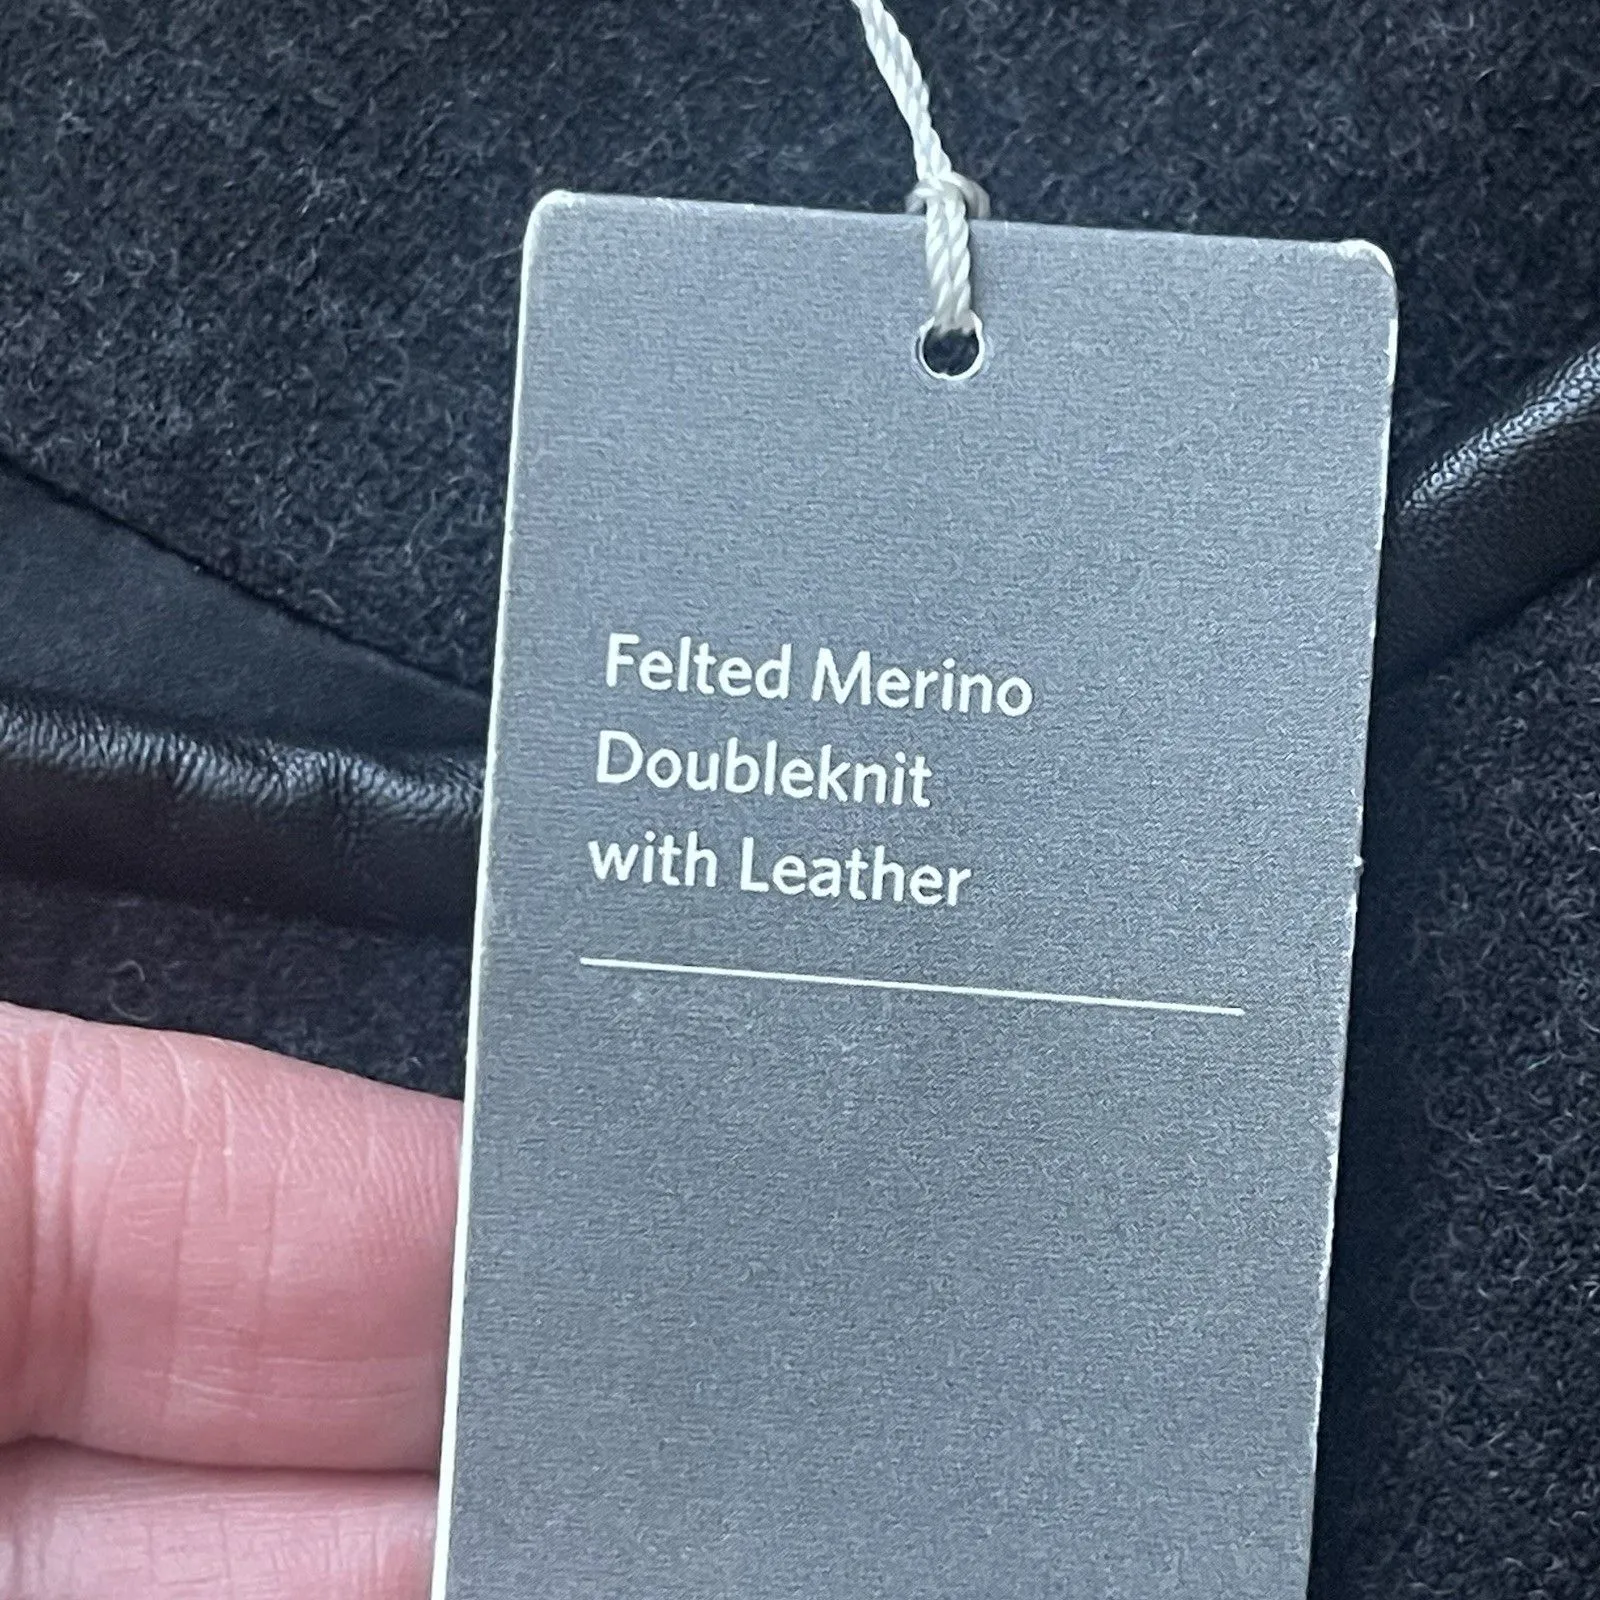 Felted Merino
Doubleknit
with Leather